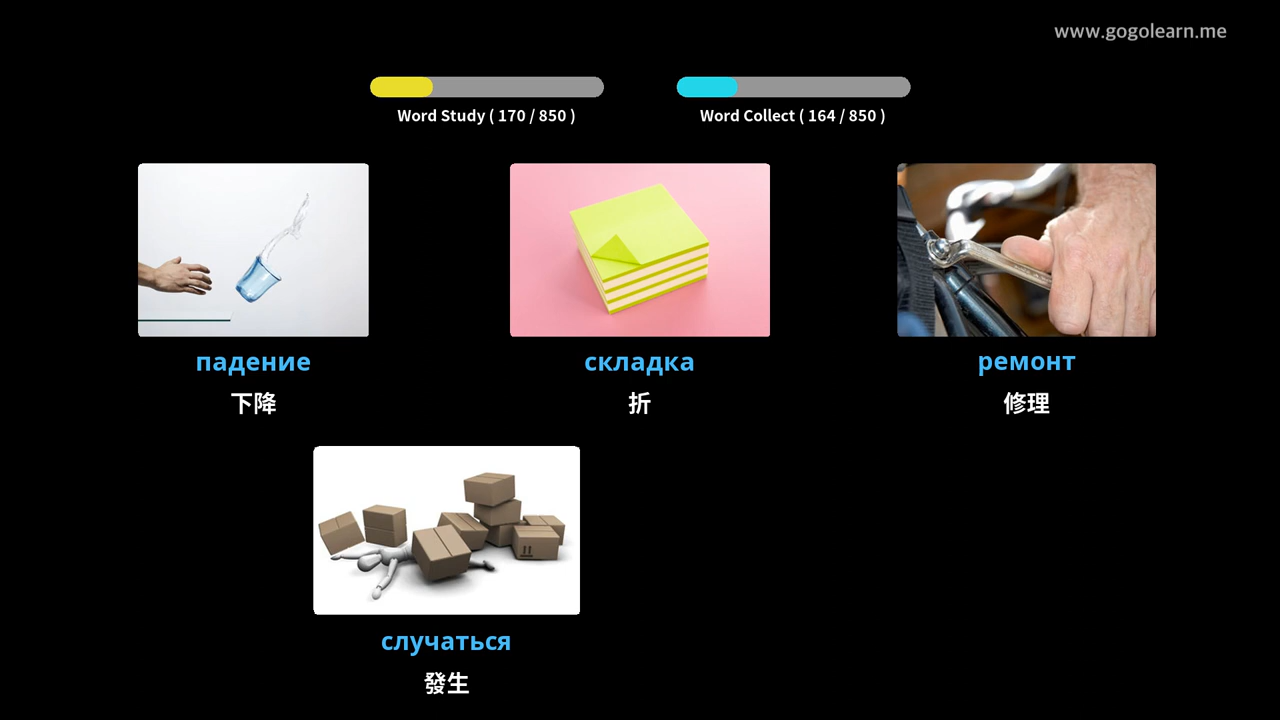 www.gogolearn.me
Word Study ( 170 / 850 )
Word Collect ( 164 / 850 )
падение
складка
ремонт
下降
折
修理
случаться
發生